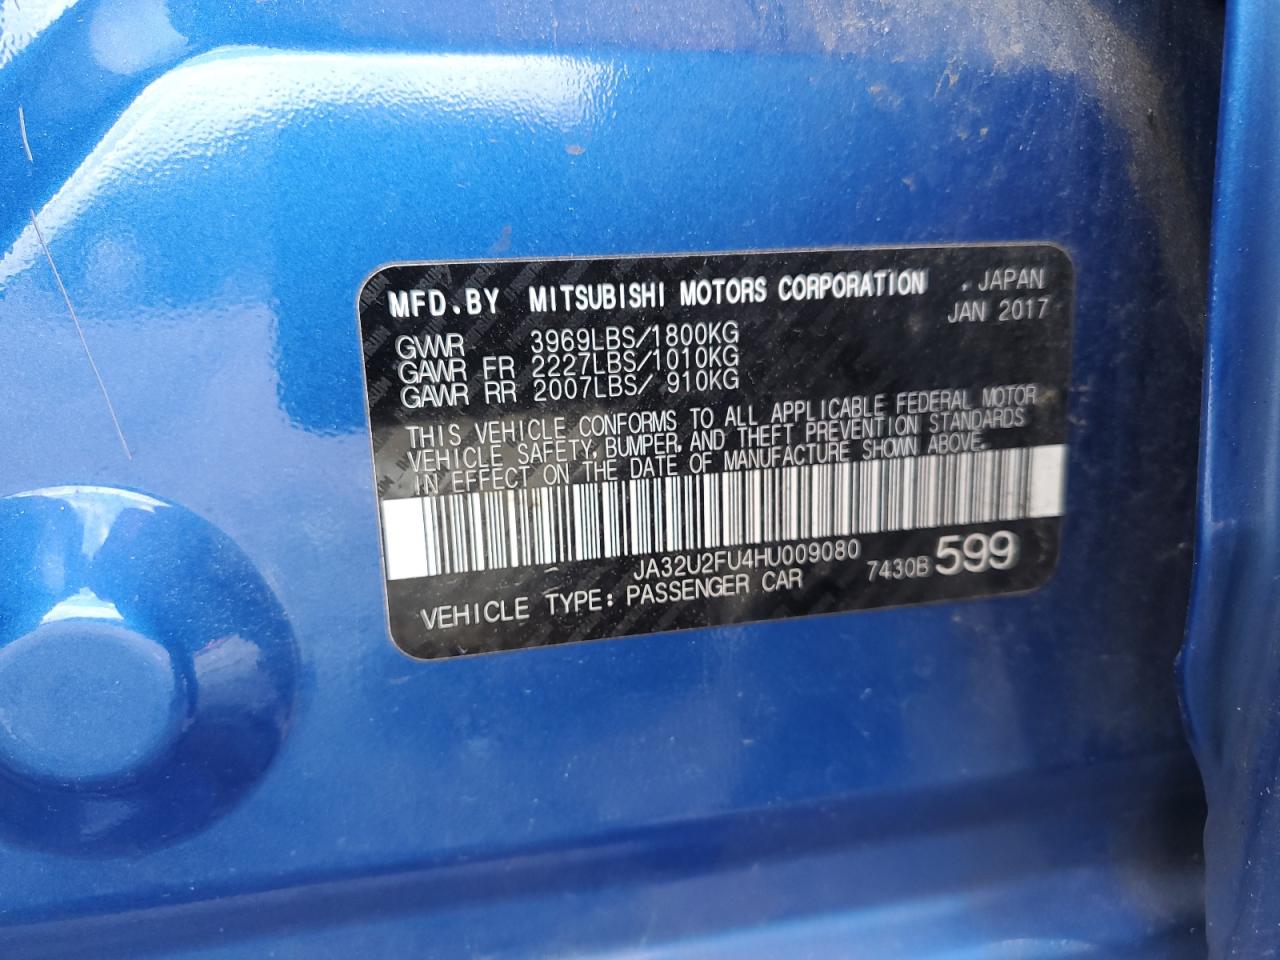 MFD.BY MITSUBISHI MOTORS CORPORATION . JAPAN
JAN 2017
GVWR 3969LBS/1800KG
GAWR FR 2227LBS/1010KG
GAWR RR 2007LBS/ 910KG
THIS VEHICLE CONFORMS TO ALL APPLICABLE FEDERAL MOTOR
VEHICLE SAFETY, BUMPER, AND THEFT PREVENTION STANDARDS
IN EFFECT ON THE DATE OF MANUFACTURE SHOWN ABOVE.
JA32U2FU4HU009080
7430B 599
VEHICLE TYPE: PASSENGER CAR